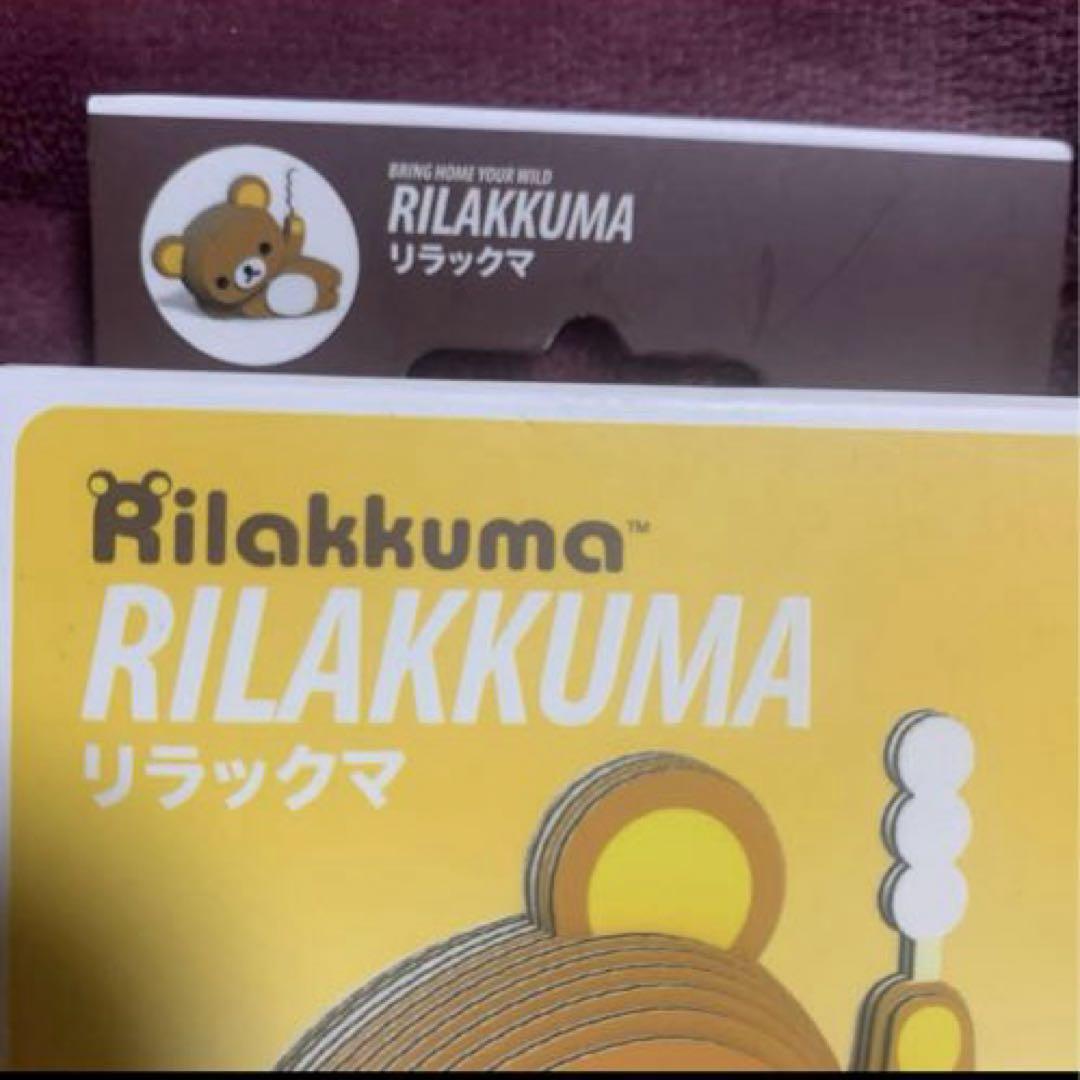 BRING HOME YOUR WILD
RILAKKUMA
リラックマ
Rilakkuma™
RILAKKUMA
リラックマ